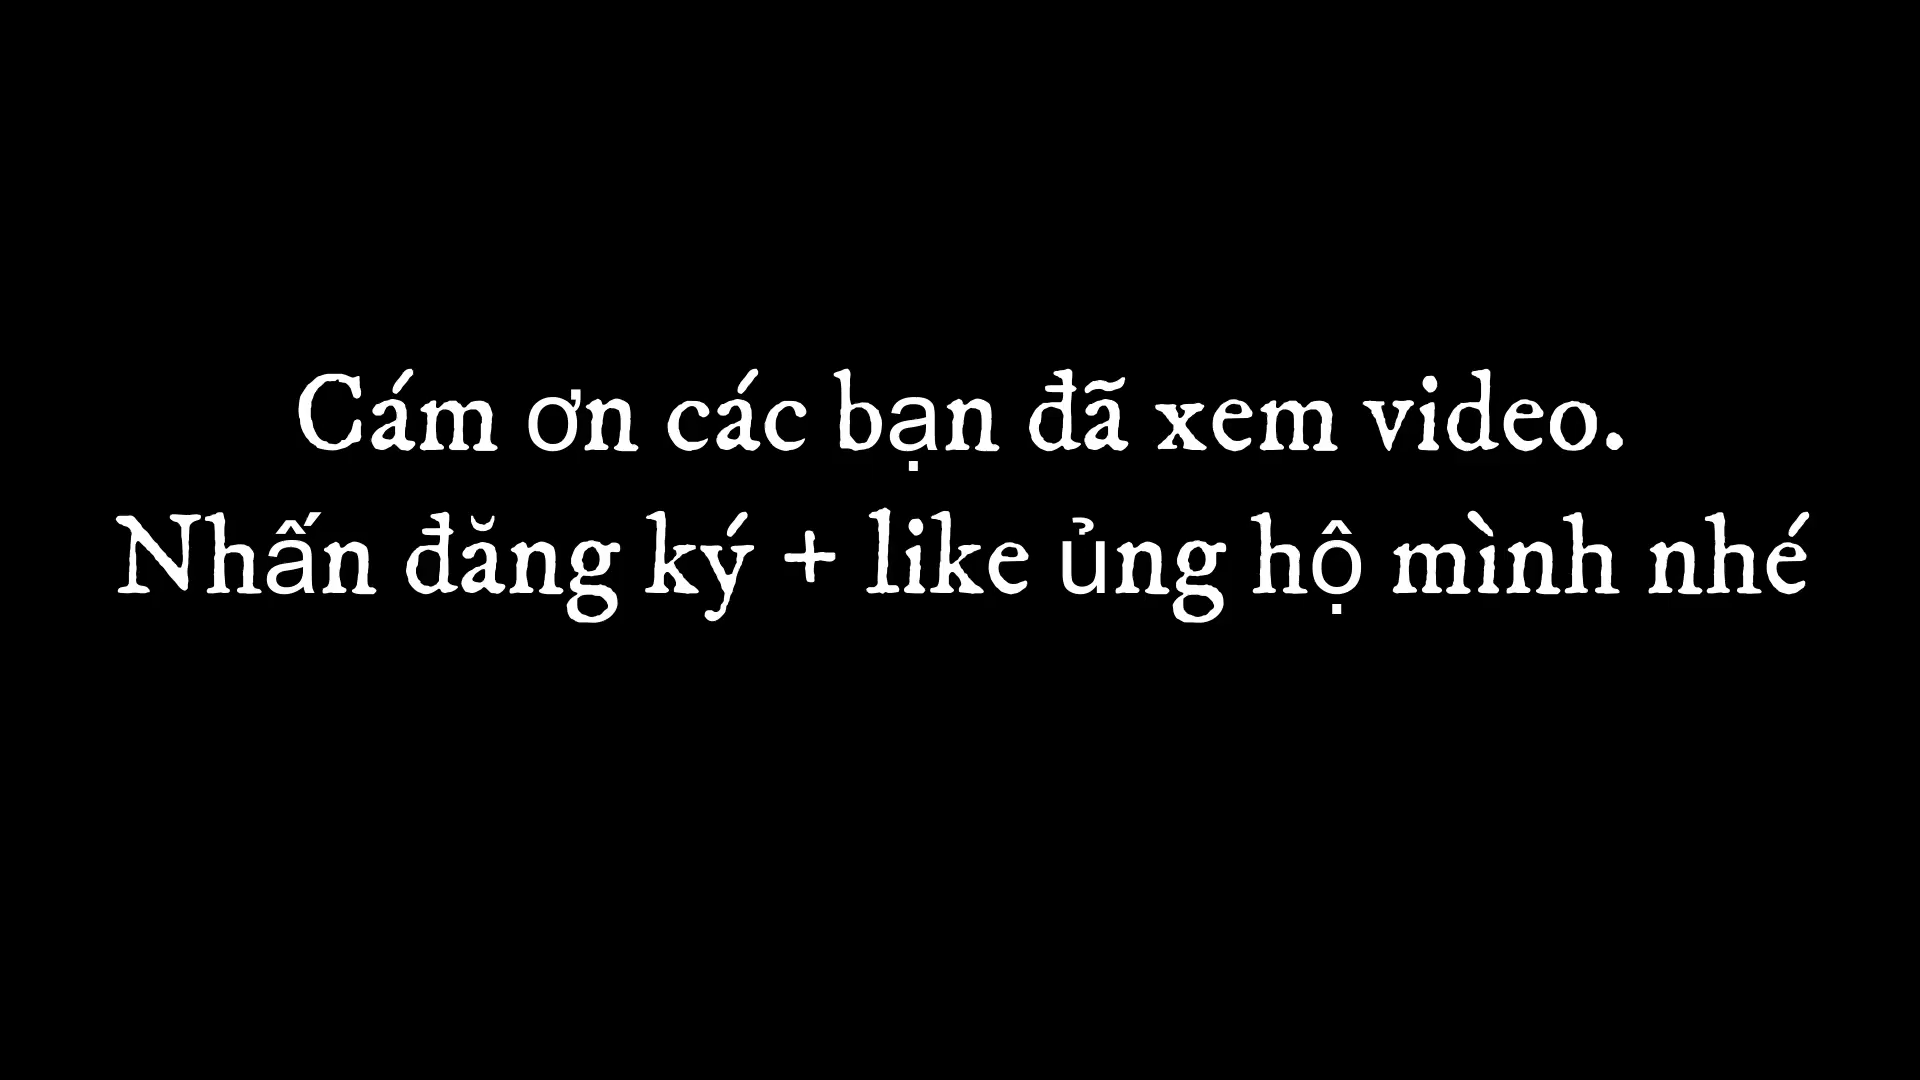 Cám ơn các bạn đã xem video.
Nhấn đăng ký + like ủng hộ mình nhé